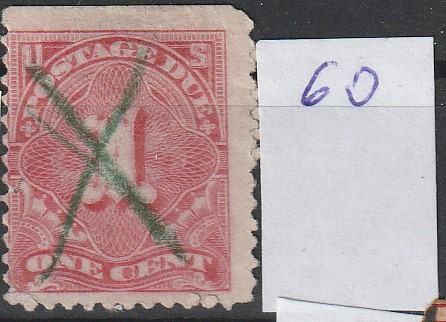 U S
POSTAGE DUE
1
ONE CENT
60